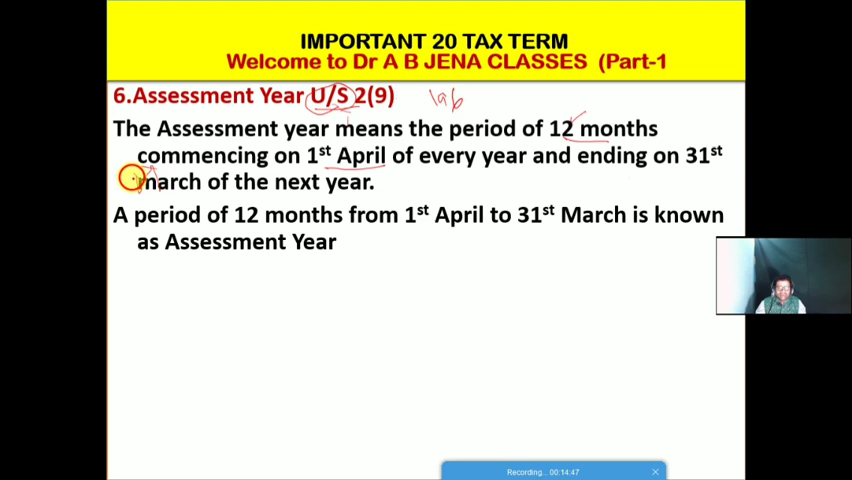 IMPORTANT 20 TAX TERM
Welcome to Dr A B JENA CLASSES (Part-1
6.Assessment Year U/S 2(9)
The Assessment year means the period of 12 months
commencing on 1st April of every year and ending on 31st
march of the next year.
A period of 12 months from 1st April to 31st March is known
as Assessment Year
Recording... 00:14:47